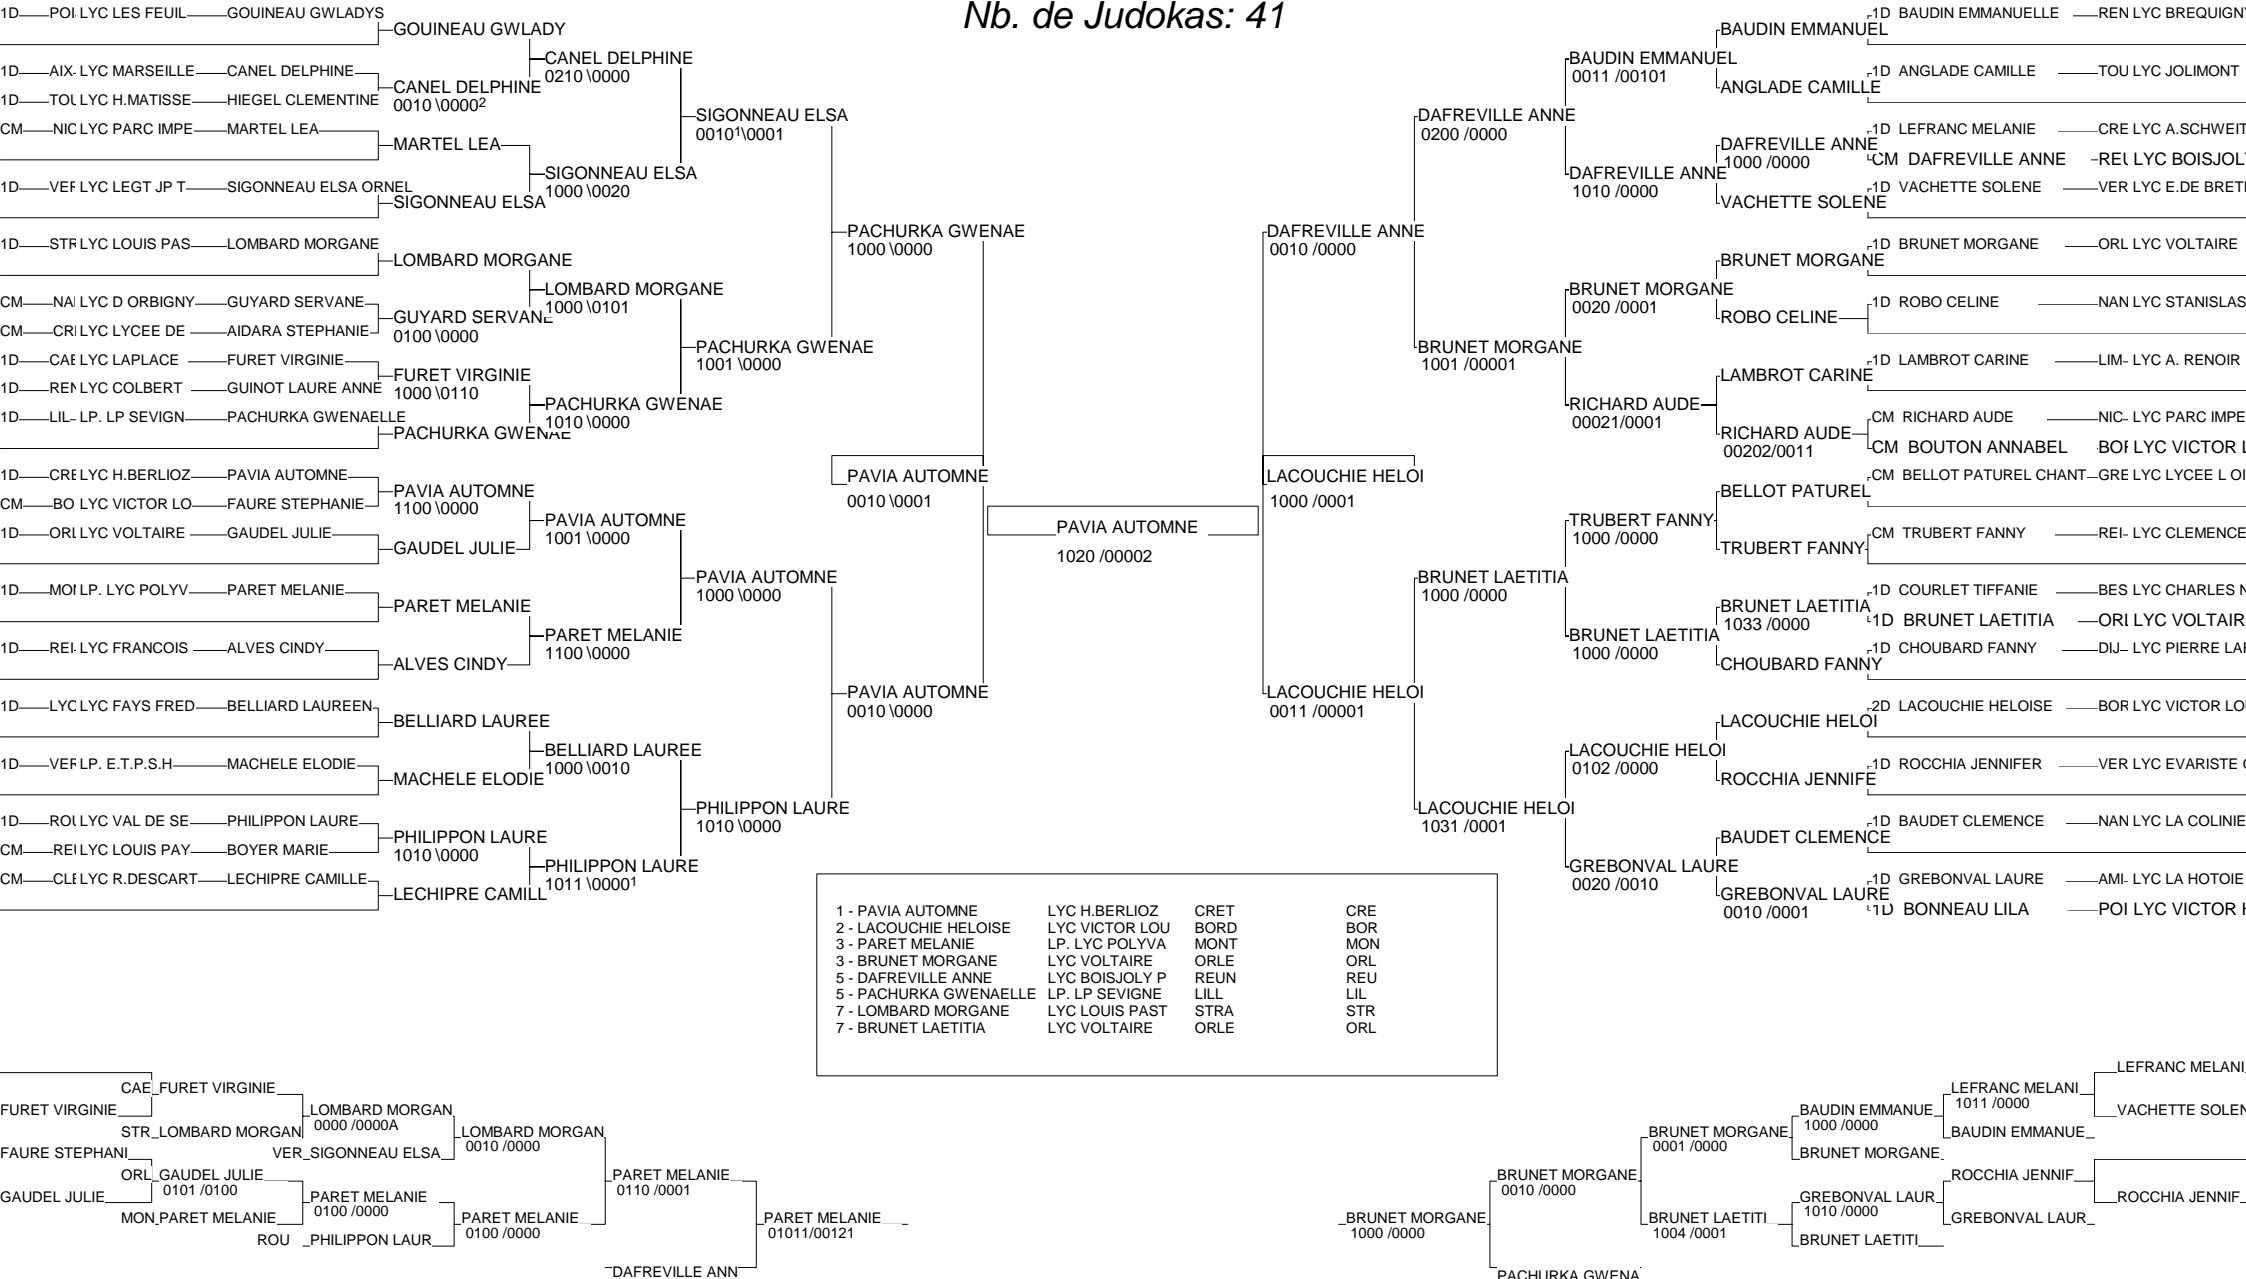 Nb. de Judokas: 41
1D POI LYC LES FEUIL GOUINEAU GWLADYS
1D AIX- LYC MARSEILLE CANEL DELPHINE
1D TOU LYC H.MATISSE HIEGEL CLEMENTINE
CM NIC LYC PARC IMPE MARTEL LEA
1D VER LYC LEGT JP T SIGONNEAU ELSA ORNEL
1D STR LYC LOUIS PAS LOMBARD MORGANE
CM NAI LYC D ORBIGNY GUYARD SERVANE
CM CRI LYC LYCEE DE AIDARA STEPHANIE
1D CAE LYC LAPLACE FURET VIRGINIE
1D REN LYC COLBERT GUINOT LAURE ANNE
1D LIL- LP. LP SEVIGN PACHURKA GWENAELLE
1D CRE LYC H.BERLIOZ PAVIA AUTOMNE
CM BO LYC VICTOR LO FAURE STEPHANIE
1D ORL LYC VOLTAIRE GAUDEL JULIE
1D MOI LP. LYC POLYV PARET MELANIE
1D REI- LYC FRANCOIS ALVES CINDY
1D LYC LYC FAYS FRED BELLIARD LAUREEN
1D VER LP. E.T.P.S.H MACHELE ELODIE
1D ROU LYC VAL DE SE PHILIPPON LAURE
CM REI LYC LOUIS PAY BOYER MARIE
CM CLE LYC R.DESCART LECHIPRE CAMILLE
GOUINEAU GWLADY
CANEL DELPHINE
0010 \0000²
MARTEL LEA
SIGONNEAU ELSA
LOMBARD MORGANE
GUYARD SERVANE
0100 \0000
FURET VIRGINIE
1000 \0110
PACHURKA GWENAE
PAVIA AUTOMNE
1100 \0000
GAUDEL JULIE
PARET MELANIE
ALVES CINDY
BELLIARD LAUREE
MACHELE ELODIE
PHILIPPON LAURE
1010 \0000
LECHIPRE CAMILL
CANEL DELPHINE
0210 \0000
SIGONNEAU ELSA
1000 \0020
LOMBARD MORGANE
1000 \0101
PACHURKA GWENAE
1010 \0000
PAVIA AUTOMNE
1001 \0000
PARET MELANIE
1100 \0000
BELLIARD LAUREE
1000 \0010
PHILIPPON LAURE
1011 \0000¹
SIGONNEAU ELSA
0010¹\0001
PACHURKA GWENAE
1001 \0000
PAVIA AUTOMNE
1000 \0000
PHILIPPON LAURE
1010 \0000
PACHURKA GWENAE
1000 \0000
PAVIA AUTOMNE
0010 \0001
PAVIA AUTOMNE
0010 \0000
PAVIA AUTOMNE
1020 /00002
DAFREVILLE ANNE
0010 /0000
LACOUCHIE HELOI
1000 /0001
LACOUCHIE HELOI
0011 /00001
DAFREVILLE ANNE
0200 /0000
BRUNET MORGANE
1001 /00001
BRUNET LAETITIA
1000 /0000
LACOUCHIE HELOI
1031 /0001
BAUDIN EMMANUEL
0011 /00101
DAFREVILLE ANNE
1010 /0000
BRUNET MORGANE
0020 /0001
RICHARD AUDE
00021/0001
TRUBERT FANNY
1000 /0000
BRUNET LAETITIA
1000 /0000
LACOUCHIE HELOI
0102 /0000
GREBONVAL LAURE
0020 /0010
BAUDIN EMMANUEL
ANGLADE CAMILLE
DAFREVILLE ANNE
1000 /0000
VACHETTE SOLENE
BRUNET MORGANE
ROBO CELINE
LAMBROT CARINE
RICHARD AUDE
00202/0011
BELLOT PATUREL
TRUBERT FANNY
BRUNET LAETITIA
1033 /0000
CHOUBARD FANNY
LACOUCHIE HELOI
ROCCHIA JENNIFE
BAUDET CLEMENCE
GREBONVAL LAURE
0010 /0001
1D BAUDIN EMMANUELLE REN LYC BREQUIGNY
1D ANGLADE CAMILLE TOU LYC JOLIMONT
1D LEFRANC MELANIE CRE LYC A.SCHWEIT
CM DAFREVILLE ANNE REU LYC BOISJOLY
1D VACHETTE SOLENE VER LYC E.DE BRETI
1D BRUNET MORGANE ORL LYC VOLTAIRE
1D ROBO CELINE NAN LYC STANISLAS
1D LAMBROT CARINE LIM- LYC A. RENOIR
CM RICHARD AUDE NIC- LYC PARC IMPE
CM BOUTON ANNABEL BOR LYC VICTOR L
CM BELLOT PATUREL CHANT GRE LYC LYCEE L OI
CM TRUBERT FANNY REI- LYC CLEMENCE
1D COURLET TIFFANIE BES LYC CHARLES N
1D BRUNET LAETITIA ORL LYC VOLTAIR
1D CHOUBARD FANNY DIJ- LYC PIERRE LAR
2D LACOUCHIE HELOISE BOR LYC VICTOR LOU
1D ROCCHIA JENNIFER VER LYC EVARISTE G
1D BAUDET CLEMENCE NAN LYC LA COLINIE
1D GREBONVAL LAURE AMI- LYC LA HOTOIE
1D BONNEAU LILA POI LYC VICTOR H
1 - PAVIA AUTOMNE LYC H.BERLIOZ CRET CRE
2 - LACOUCHIE HELOISE LYC VICTOR LOU BORD BOR
3 - PARET MELANIE LP. LYC POLYVA MONT MON
3 - BRUNET MORGANE LYC VOLTAIRE ORLE ORL
5 - DAFREVILLE ANNE LYC BOISJOLY P REUN REU
5 - PACHURKA GWENAELLE LP. LP SEVIGNE LILL LIL
7 - LOMBARD MORGANE LYC LOUIS PAST STRA STR
7 - BRUNET LAETITIA LYC VOLTAIRE ORLE ORL
FURET VIRGINIE
FAURE STEPHANI
GAUDEL JULIE
CAE FURET VIRGINIE
STR LOMBARD MORGAN
ORL GAUDEL JULIE
0101 /0100
MON PARET MELANIE
LOMBARD MORGAN
0000 /0000A
VER SIGONNEAU ELSA
PARET MELANIE
0100 /0000
ROU PHILIPPON LAUR
LOMBARD MORGAN
0010 /0000
PARET MELANIE
0100 /0000
PARET MELANIE
0110 /0001
DAFREVILLE ANN
PARET MELANIE
01011/00121
BRUNET MORGANE
1000 /0000
BRUNET MORGANE
0010 /0000
PACHURKA GWENA
BRUNET MORGANE
0001 /0000
BRUNET LAETITI
1004 /0001
BAUDIN EMMANUE
1000 /0000
BRUNET MORGANE
GREBONVAL LAUR
1010 /0000
BRUNET LAETITI
LEFRANC MELANI
1011 /0000
BAUDIN EMMANUE
ROCCHIA JENNIF
GREBONVAL LAUR
LEFRANC MELANI
VACHETTE SOLEN
ROCCHIA JENNIF